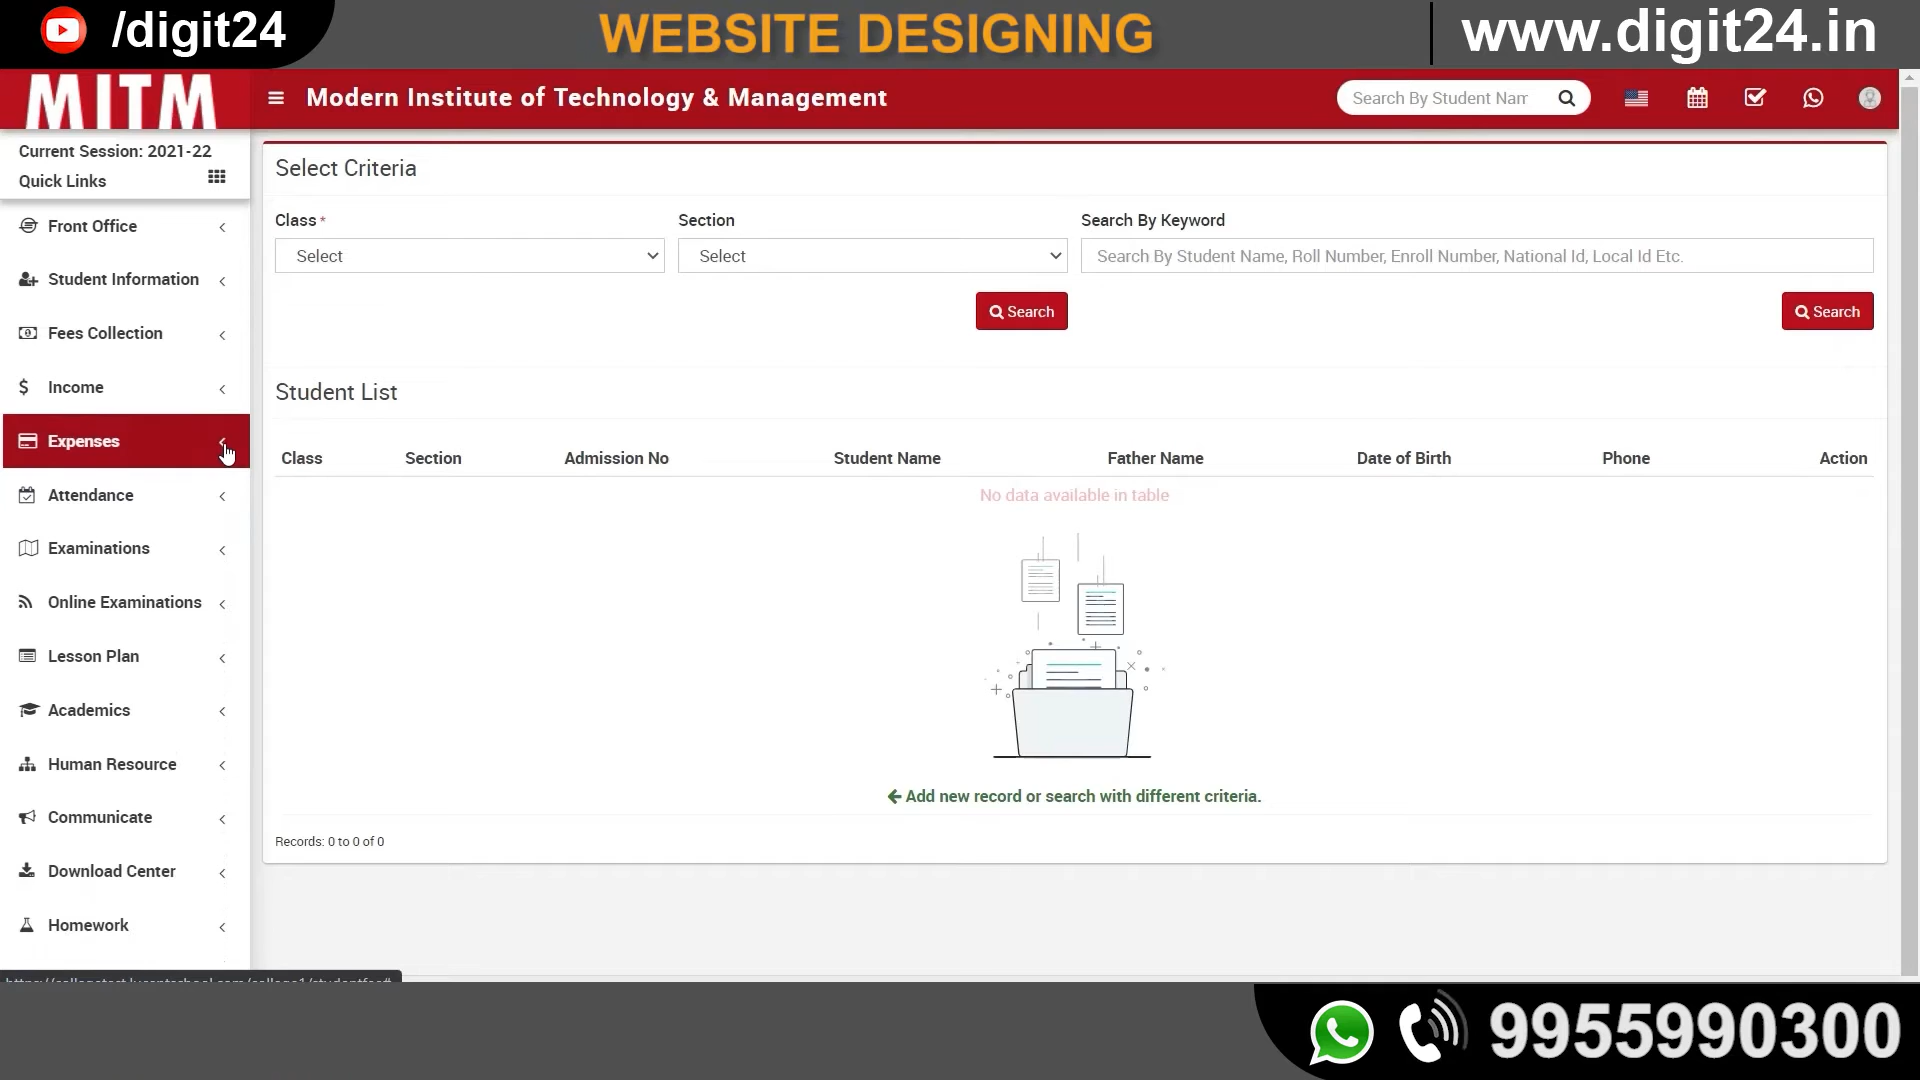 /digit24
WEBSITE DESIGNING
www.digit24.in
MITM
Modern Institute of Technology & Management
Search By Student Nam
Current Session: 2021-22
Quick Links
Front Office
Student Information
Fees Collection
Income
Expenses
Attendance
Examinations
Online Examinations
Lesson Plan
Academics
Human Resource
Communicate
Download Center
Homework
Select Criteria
Class *
Section
Search By Keyword
Select
Select
Search By Student Name, Roll Number, Enroll Number, National Id, Local Id Etc.
Search
Search
Student List
Class Section Admission No Student Name Father Name Date of Birth Phone Action
No data available in table
Add new record or search with different criteria.
Records: 0 to 0 of 0
9955990300